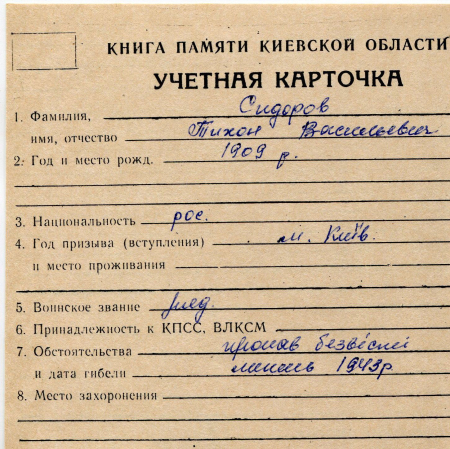 КНИГА ПАМЯТИ КИЕВСКОЙ ОБЛАСТИ
УЧЕТНАЯ КАРТОЧКА
1. Фамилия, Сидоров
имя, отчество Тихон Васильевич
2. Год и место рожд. 1909 р.
3. Национальность рос.
4. Год призыва (вступления) м. Київ.
и место проживания
5. Воинское звание ряд.
6. Принадлежность к КПСС, ВЛКСМ
7. Обстоятельства пропав безвісти
и дата гибели 1943р
8. Место захоронения